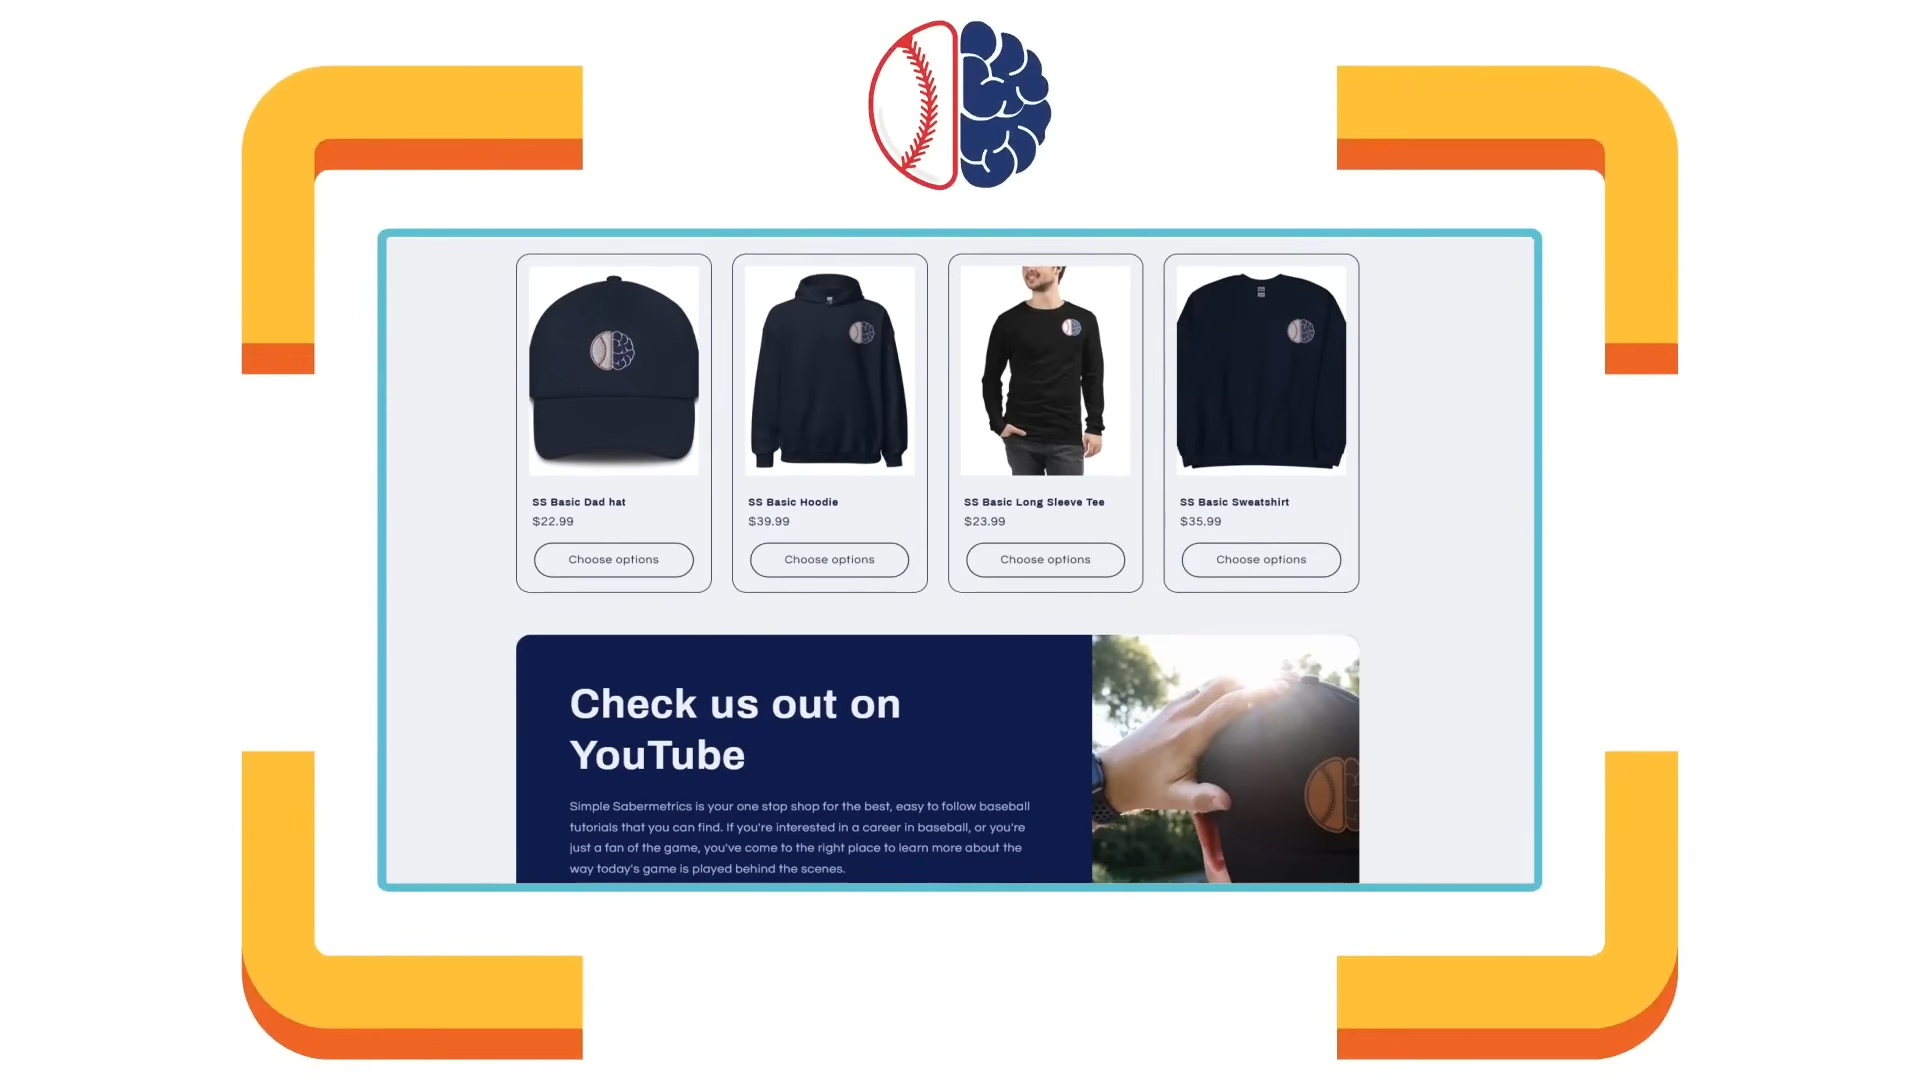 SS Basic Dad hat
$22.99
Choose options
SS Basic Hoodie
$39.99
Choose options
SS Basic Long Sleeve Tee
$23.99
Choose options
SS Basic Sweatshirt
$35.99
Choose options
Check us out on
YouTube
Simple Sabermetrics is your one stop shop for the best, easy to follow baseball
tutorials that you can find. If you're interested in a career in baseball, or you're
just a fan of the game, you've come to the right place to learn more about the
way today's game is played behind the scenes.